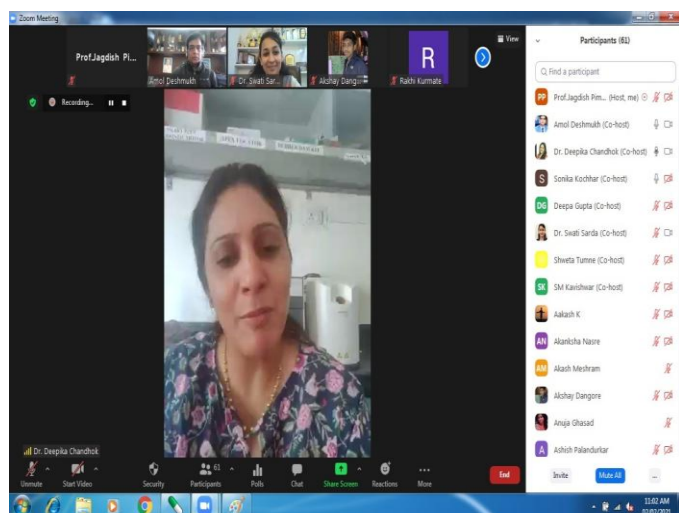 Zoom Meeting
View
Prof.Jagdish Pi...
Amol Deshmukh
Dr. Swati Sar...
Akshay Dangore
R
Rakhi Kurmate
Recording...
Dr. Deepika Chandhok
Unmute
Start Video
Security
61
Participants
Polls
Chat
Share Screen
Reactions
More
End
Participants (61)
Find a participant
PP Prof.Jagdish Pim... (Host, me)
Amol Deshmukh (Co-host)
Dr. Deepika Chandhok (Co-host)
S Sonika Kochhar (Co-host)
DG Deepa Gupta (Co-host)
Dr. Swati Sarda (Co-host)
Shweta Tumne (Co-host)
SK SM Kavishwar (Co-host)
Aakash K
AN Akanksha Nasre
AM Akash Meshram
Akshay Dangore
Anuja Ghasad
A Ashish Palandurkar
Invite
Mute All
...
11:02 AM